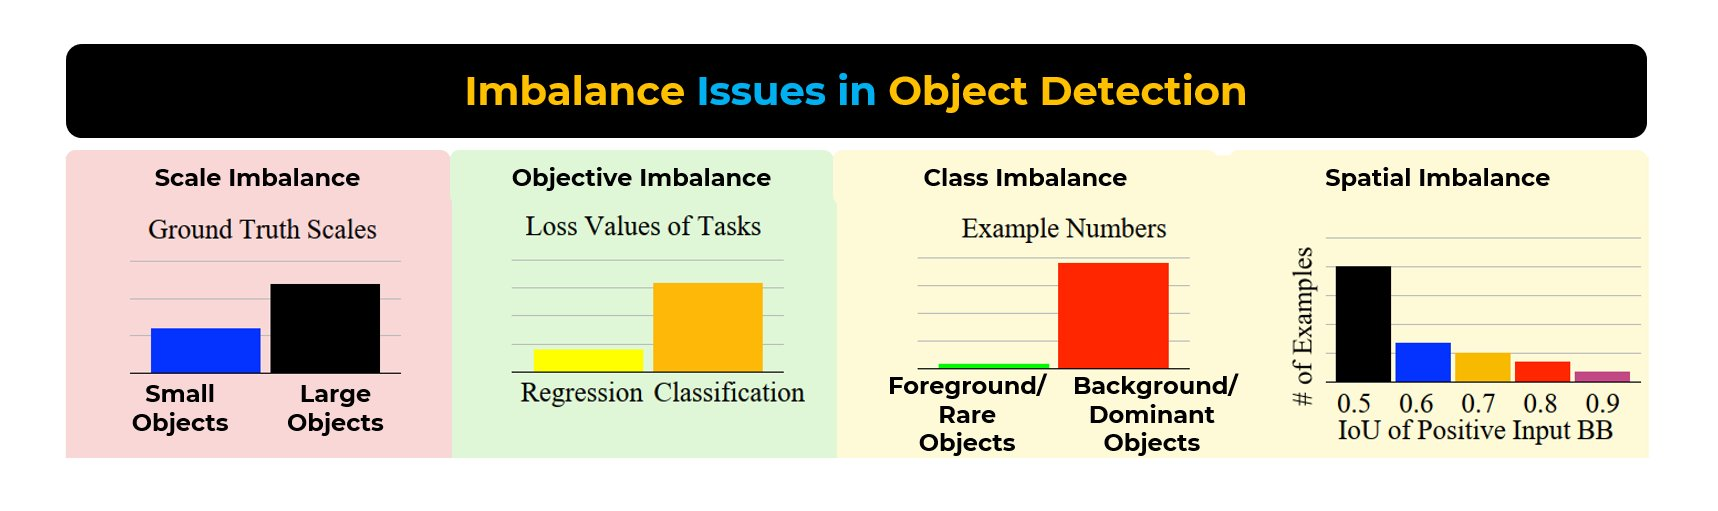 Imbalance Issues in Object Detection
Scale Imbalance
Ground Truth Scales
Small
Objects
Large
Objects
Objective Imbalance
Loss Values of Tasks
Regression
Classification
Class Imbalance
Example Numbers
Foreground/
Rare
Objects
Background/
Dominant
Objects
Spatial Imbalance
# of Examples
0.5 0.6 0.7 0.8 0.9
IoU of Positive Input BB